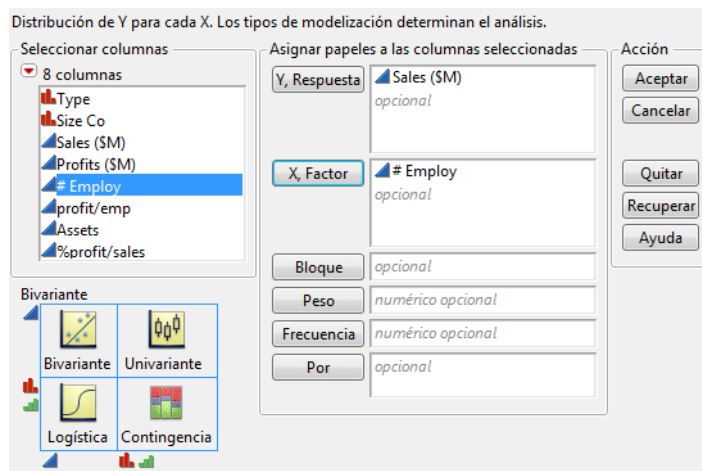 Distribución de Y para cada X. Los tipos de modelización determinan el análisis.
Seleccionar columnas
8 columnas
Type
Size Co
Sales ($M)
Profits ($M)
# Employ
profit/emp
Assets
%profit/sales
Asignar papeles a las columnas seleccionadas
Y, Respuesta
Sales ($M)
opcional
X, Factor
# Employ
opcional
Bloque
opcional
Peso
numérico opcional
Frecuencia
numérico opcional
Por
opcional
Acción
Aceptar
Cancelar
Quitar
Recuperar
Ayuda
Bivariante
Bivariante
Univariante
Logística
Contingencia